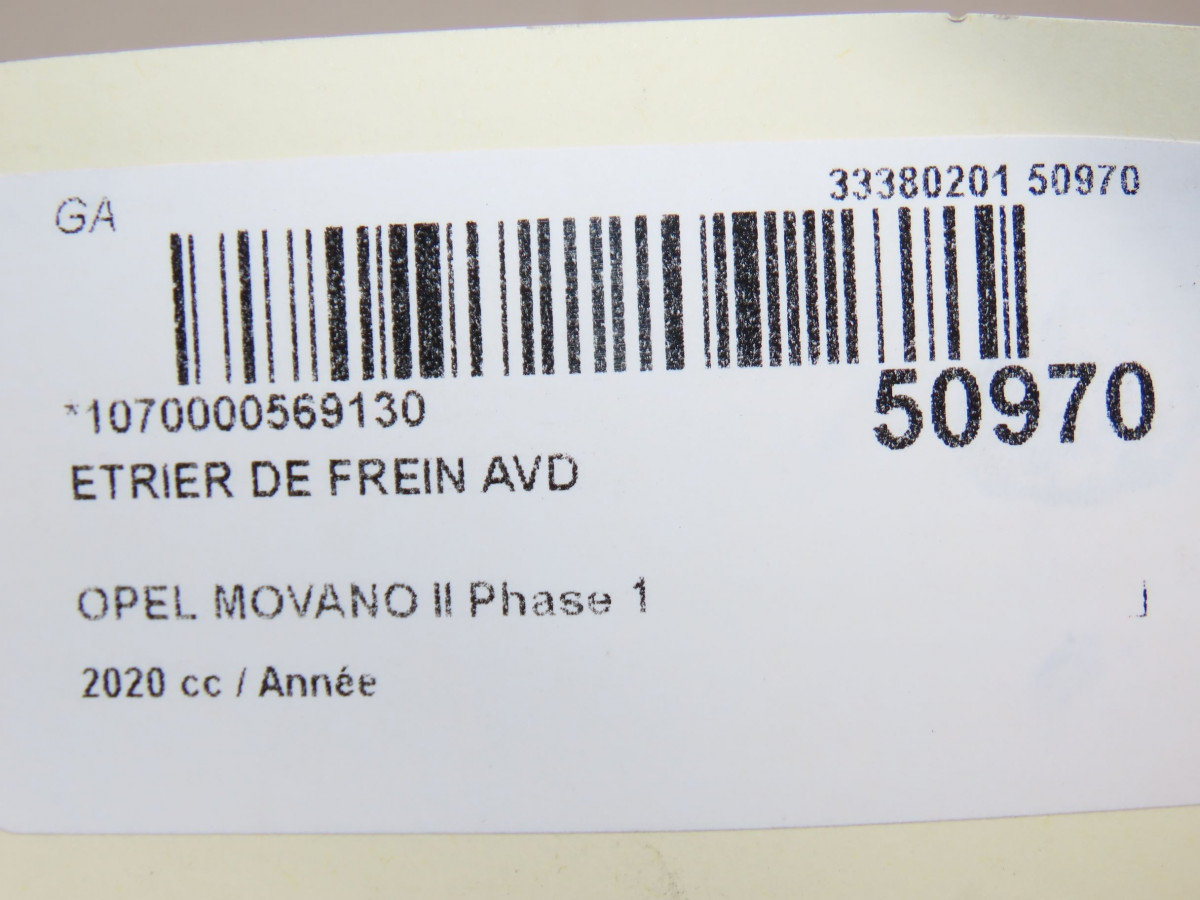 GA
33380201 50970
*1070000569130
50970
ETRIER DE FREIN AVD
OPEL MOVANO II Phase 1
2020 cc / Année